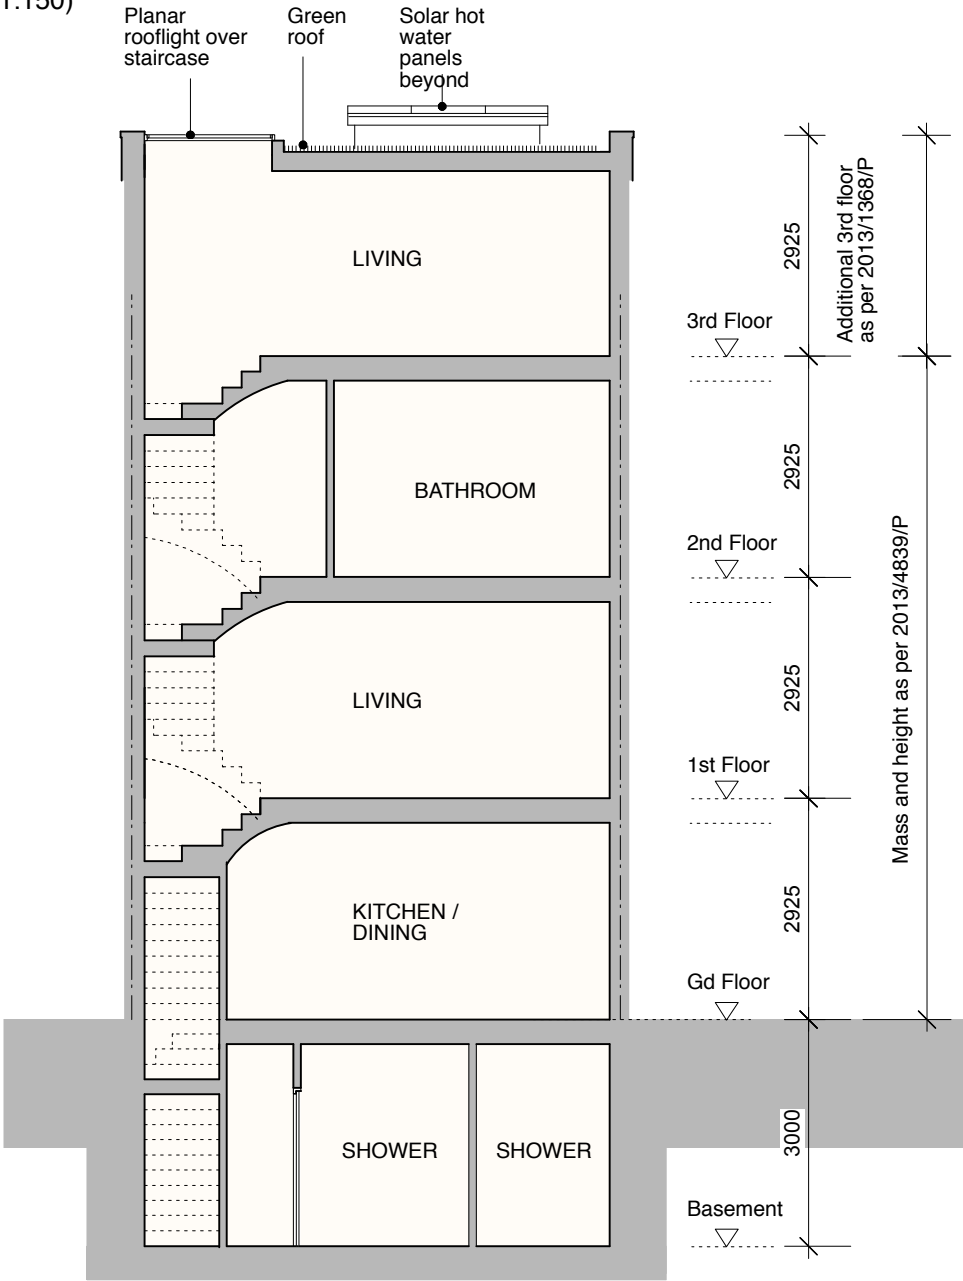 1:150)
Planar
rooflight over
staircase
Green
roof
Solar hot
water
panels
beyond
LIVING
2925
Additional 3rd floor
as per 2013/1368/P
3rd Floor
BATHROOM
2925
2nd Floor
LIVING
2925
1st Floor
Mass and height as per 2013/4839/P
KITCHEN /
DINING
2925
Gd Floor
SHOWER
SHOWER
3000
Basement